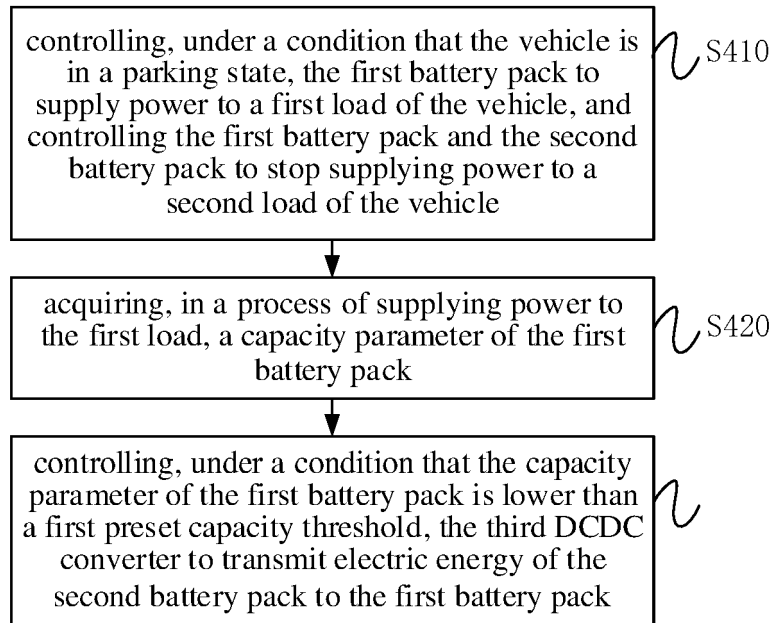 controlling, under a condition that the vehicle is
in a parking state, the first battery pack to
supply power to a first load of the vehicle, and
controlling the first battery pack and the second
battery pack to stop supplying power to a
second load of the vehicle
S410
acquiring, in a process of supplying power to
the first load, a capacity parameter of the first
battery pack
S420
controlling, under a condition that the capacity
parameter of the first battery pack is lower than
a first preset capacity threshold, the third DCDC
converter to transmit electric energy of the
second battery pack to the first battery pack